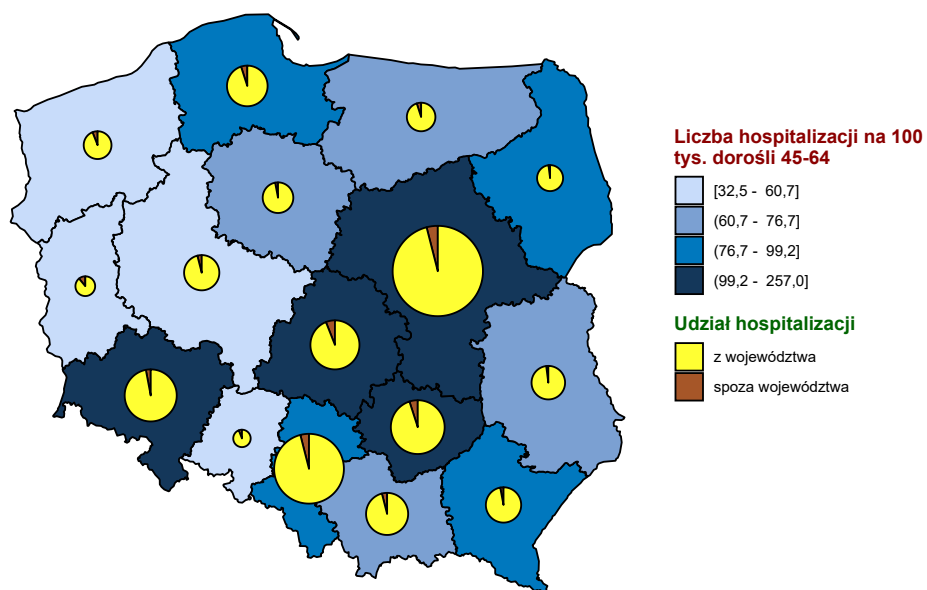 Liczba hospitalizacji na 100
tys. dorośli 45-64
[32,5 - 60,7]
(60,7 - 76,7]
(76,7 - 99,2]
(99,2 - 257,0]
Udział hospitalizacji
z województwa
spoza województwa